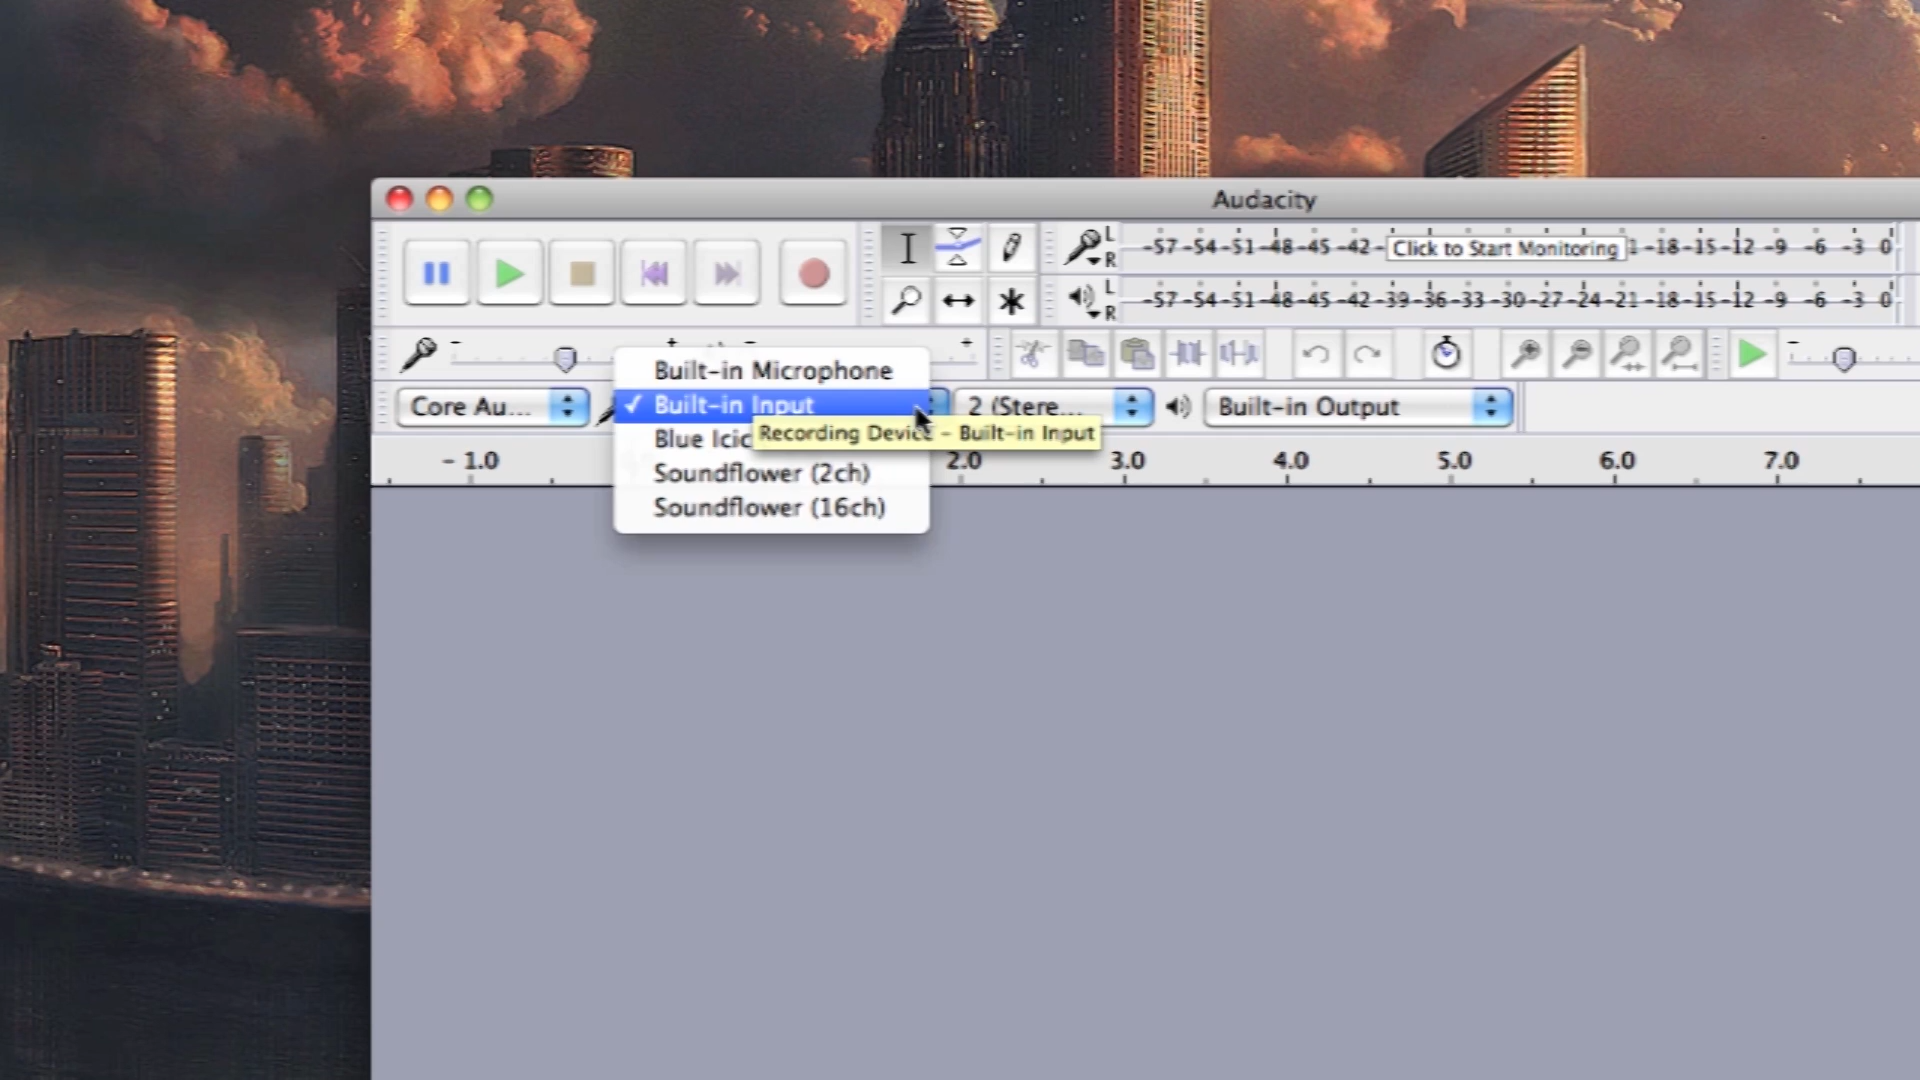 Audacity
L
R
-57 -54 -51 -48 -45 -42 - Click to Start Monitoring 1 -18 -15 -12 -9 -6 -3 0
L
R
-57 -54 -51 -48 -45 -42 -39 -36 -33 -30 -27 -24 -21 -18 -15 -12 -9 -6 -3 0
Built-in Microphone
Core Au...
✓ Built-in Input
2 (Stere...
Built-in Output
Blue Icic
Recording Device - Built-in Input
- 1.0 2.0 3.0 4.0 5.0 6.0 7.0
Soundflower (2ch)
Soundflower (16ch)